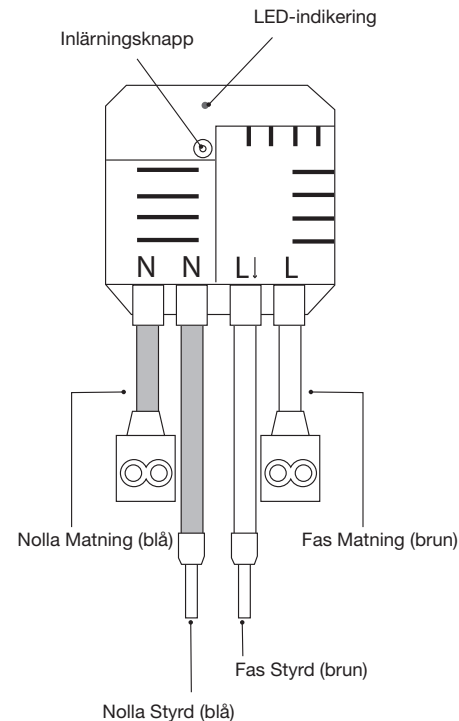 LED-indikering
Inlärningsknapp
N N L↓ L
Nolla Matning (blå)
Fas Matning (brun)
Fas Styrd (brun)
Nolla Styrd (blå)